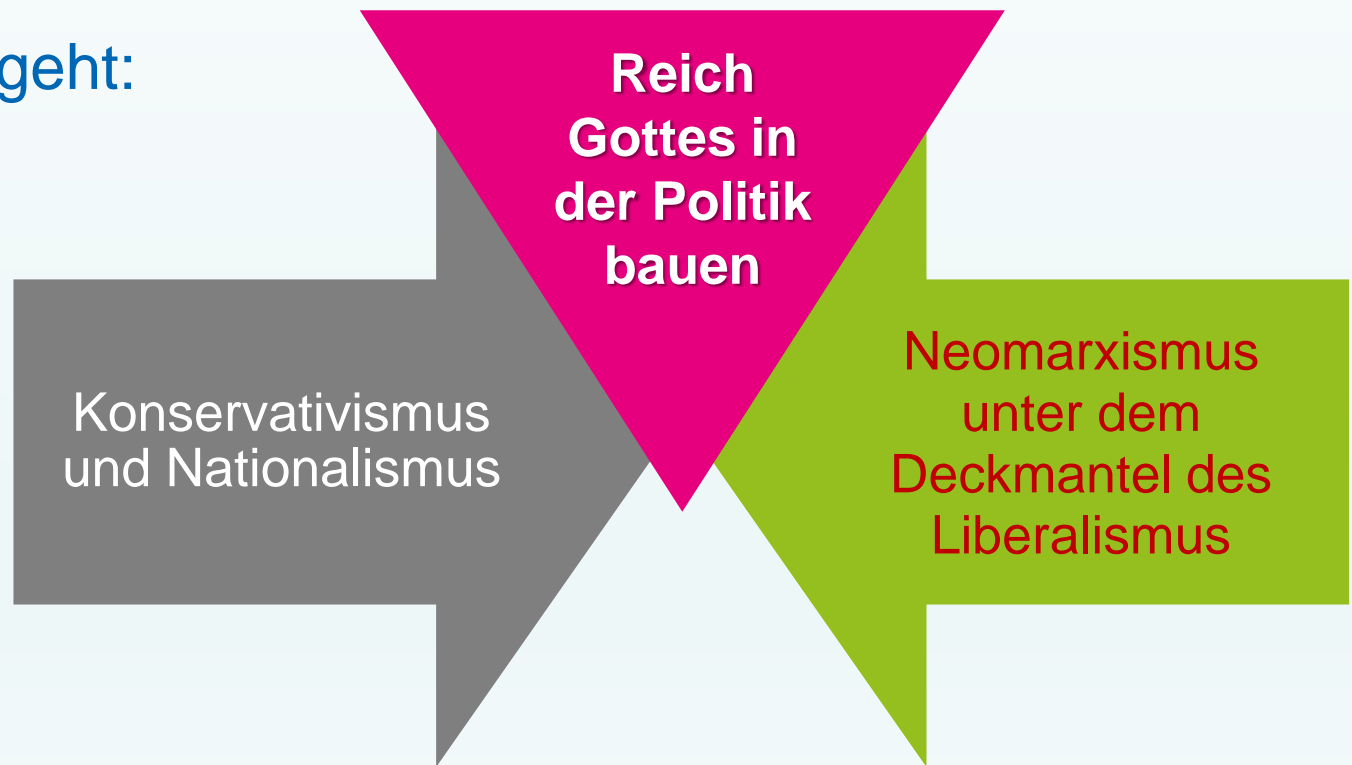 geht:
Reich
Gottes in
der Politik
bauen
Konservativismus
und Nationalismus
Neomarxismus
unter dem
Deckmantel des
Liberalismus